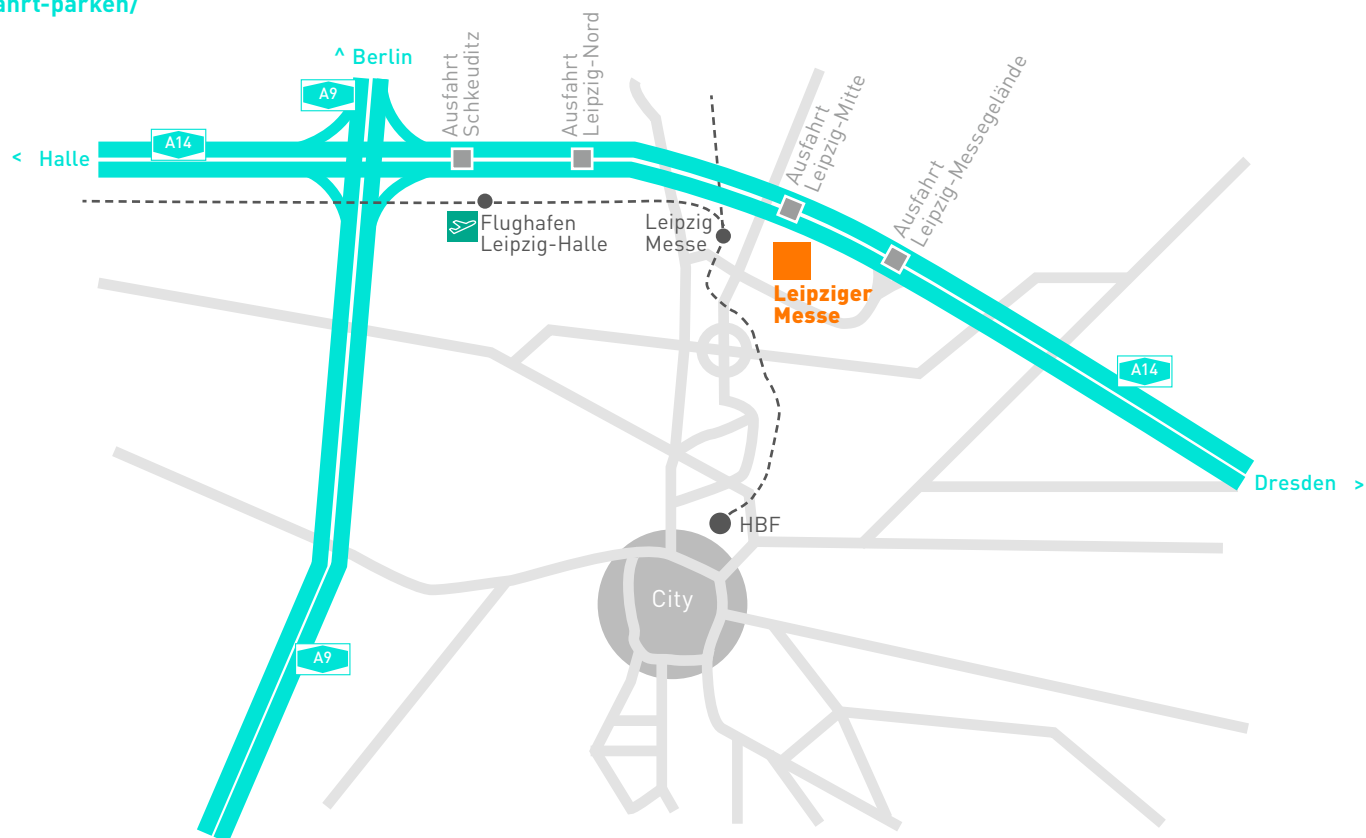 ahrt-parken/
^ Berlin
A9
A14
< Halle
Ausfahrt
Schkeuditz
Ausfahrt
Leipzig-Nord
Ausfahrt
Leipzig-Mitte
Ausfahrt
Leipzig-Messegelände
Flughafen
Leipzig-Halle
Leipzig
Messe
Leipziger
Messe
A14
Dresden >
HBF
City
A9